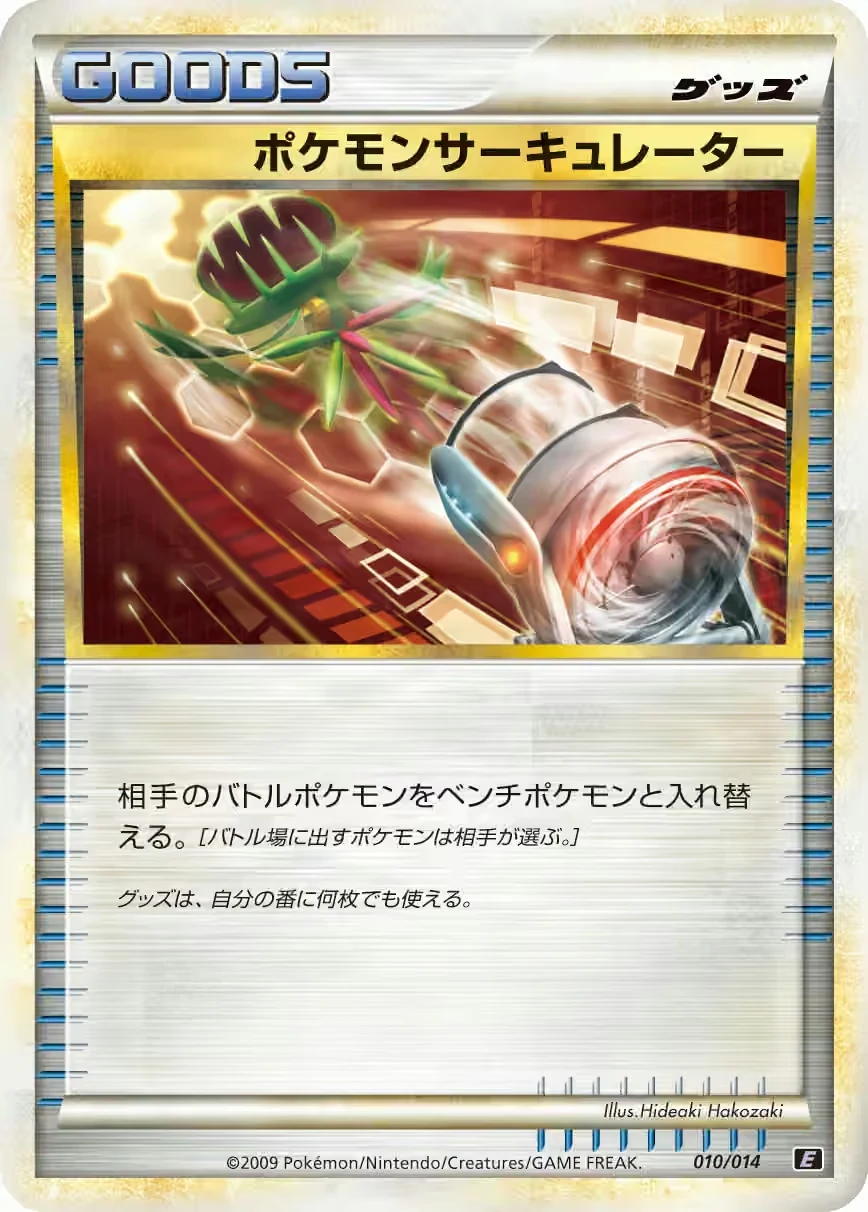 GOODS
グッズ
ポケモンサーキュレーター
相手のバトルポケモンをベンチポケモンと入れ替
える。[バトル場に出すポケモンは相手が選ぶ。]
グッズは、自分の番に何枚でも使える。
Illus.Hideaki Hakozaki
©2009 Pokémon/Nintendo/Creatures/GAME FREAK. 010/014 E